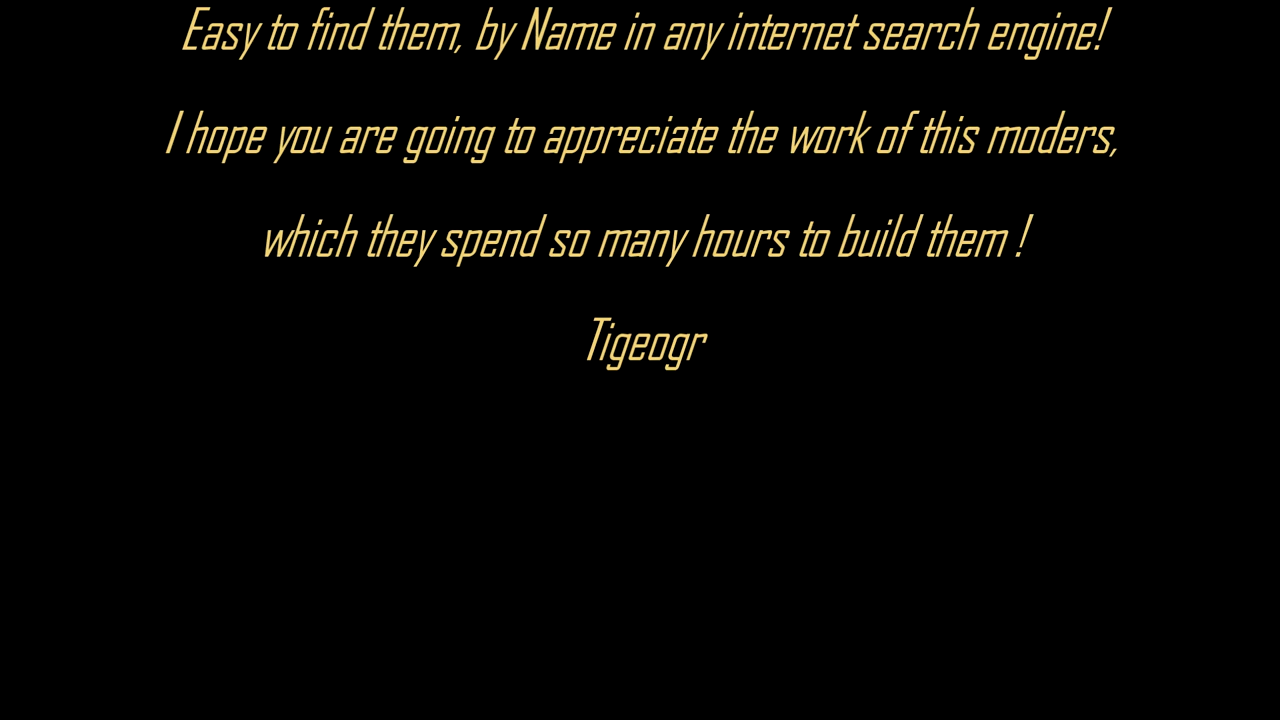 Easy to find them, by Name in any internet search engine!
I hope you are going to appreciate the work of this moders,
which they spend so many hours to build them !
Tigeogr